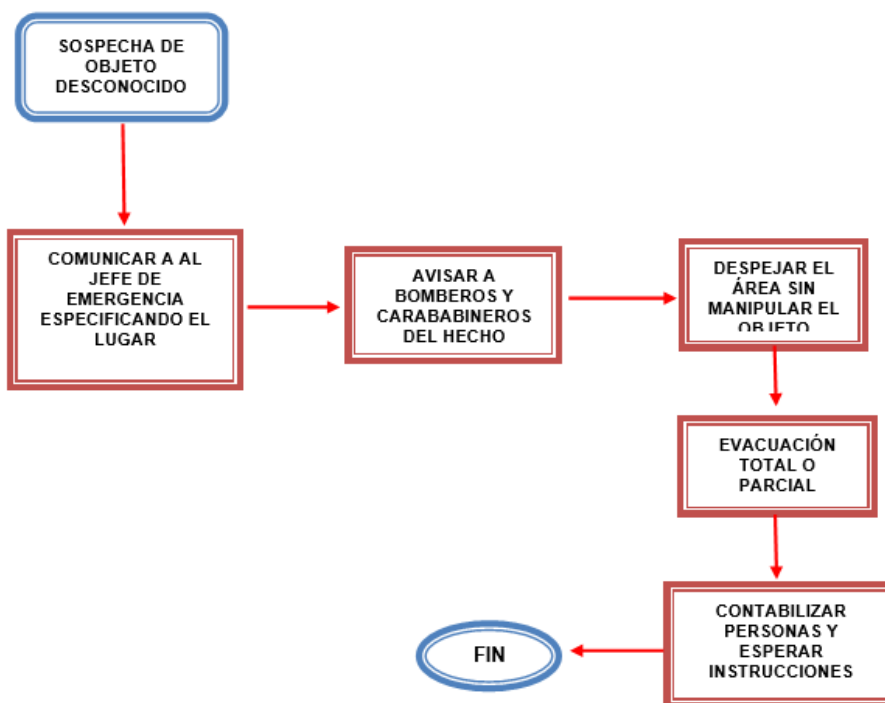 SOSPECHA DE
OBJETO
DESCONOCIDO
COMUNICAR A AL
JEFE DE
EMERGENCIA
ESPECIFICANDO EL
LUGAR
AVISAR A
BOMBEROS Y
CARABABINEROS
DEL HECHO
DESPEJAR EL
ÁREA SIN
MANIPULAR EL
OBJETO
EVACUACIÓN
TOTAL O
PARCIAL
CONTABILIZAR
PERSONAS Y
ESPERAR
INSTRUCCIONES
FIN